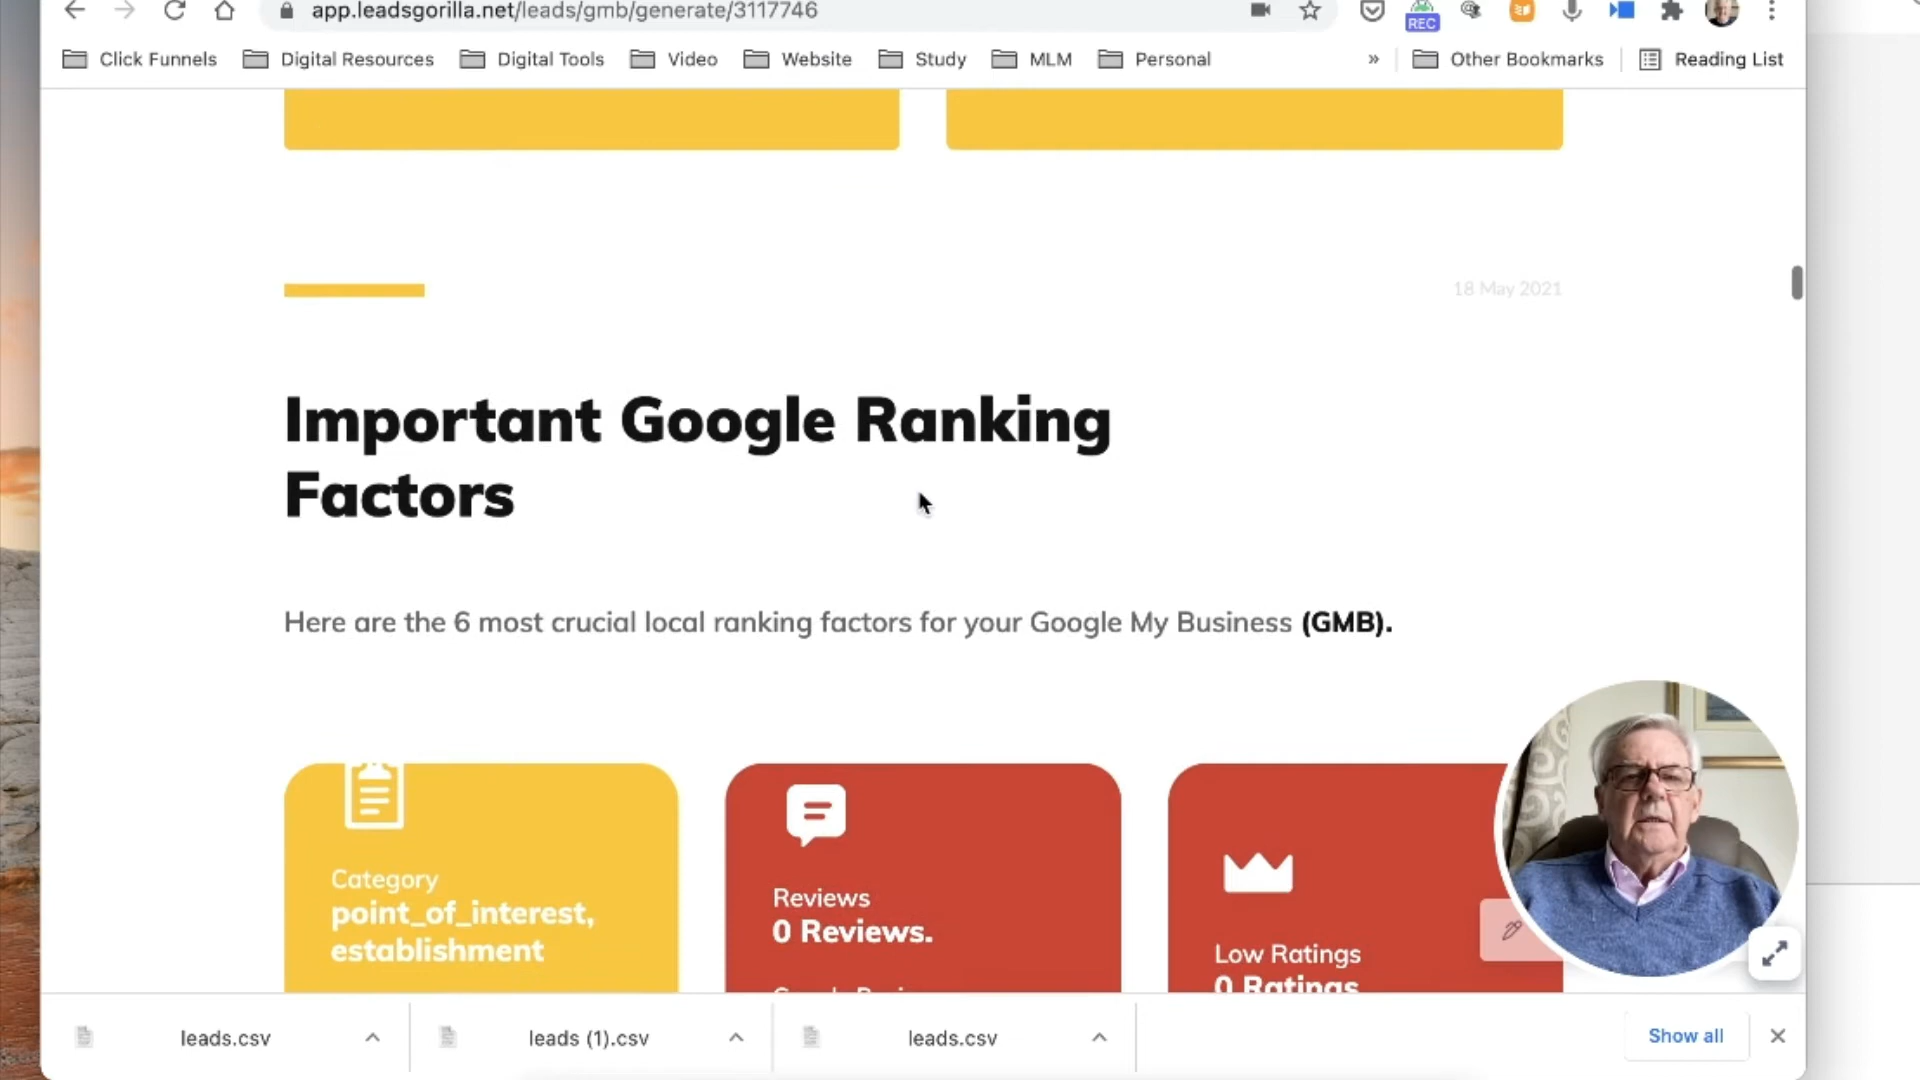 app.leadsgorilla.net/leads/gmb/generate/3117746
REC
Click Funnels Digital Resources Digital Tools Video Website Study MLM Personal » Other Bookmarks Reading List
18 May 2021
Important Google Ranking
Factors
Here are the 6 most crucial local ranking factors for your Google My Business (GMB).
Category
point_of_interest,
establishment
Reviews
0 Reviews.
Low Ratings
0 Ratings
leads.csv leads (1).csv leads.csv Show all